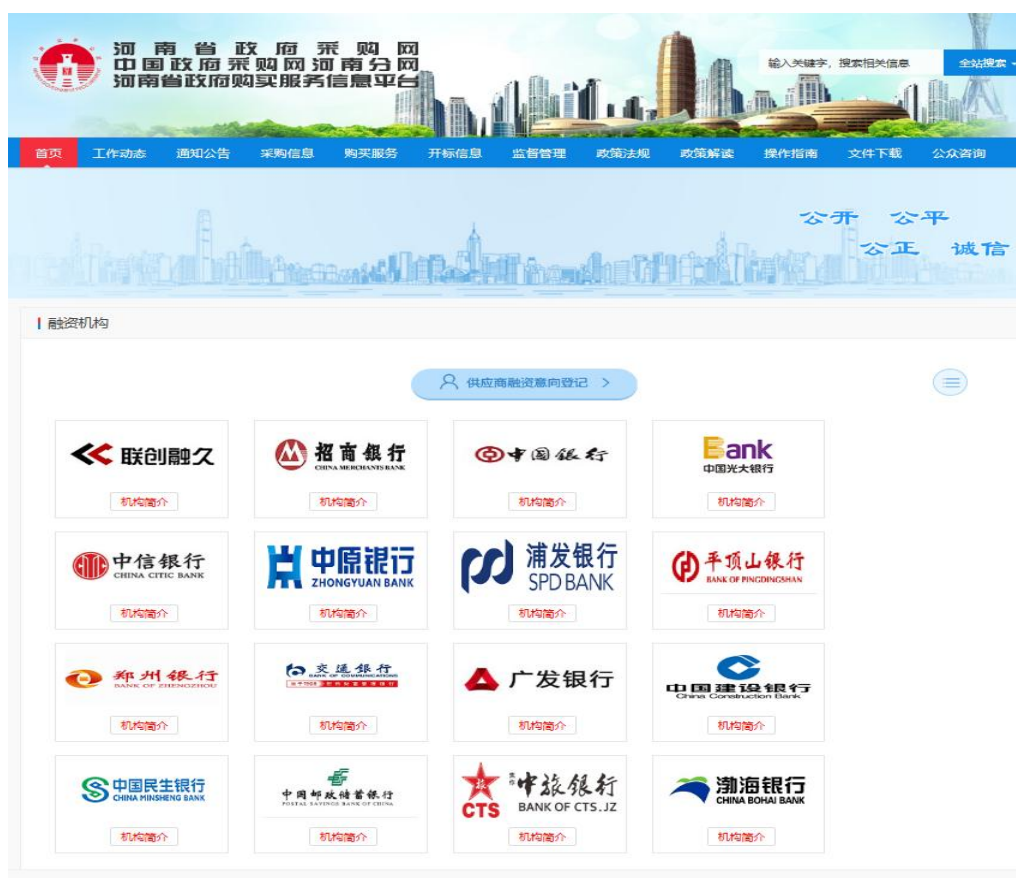 河南省政府采购网
中国政府采购网河南分网
河南省政府购买服务信息平台
输入关键字，搜索相关信息 全站搜索
首页 工作动态 通知公告 采购信息 购买服务 开标信息 监督管理 政策法规 政策解读 操作指南 文件下载 公众咨询
公开 公平
公正 诚信
融资机构
供应商融资意向登记 >
联创融久 招商银行 中国银行 Bank
CHINA MERCHANTS BANK 中国光大银行
机构简介 机构简介 机构简介 机构简介
中信银行 中原银行 浦发银行 平顶山银行
CHINA CITIC BANK ZHONGYUAN BANK SPD BANK BANK OF PINGDINGSHAN
机构简介 机构简介 机构简介 机构简介
郑州银行 交通银行 广发银行 中国建设银行
BANK OF ZHENGZHOU BANK OF COMMUNICATIONS China Construction Bank
机构简介 机构简介 机构简介 机构简介
中国民生银行 中国邮政储蓄银行 焦作中旅银行 渤海银行
CHINA MINSHENG BANK POSTAL SAVINGS BANK OF CHINA CTS BANK OF CTS.JZ CHINA BOHAI BANK
机构简介 机构简介 机构简介 机构简介